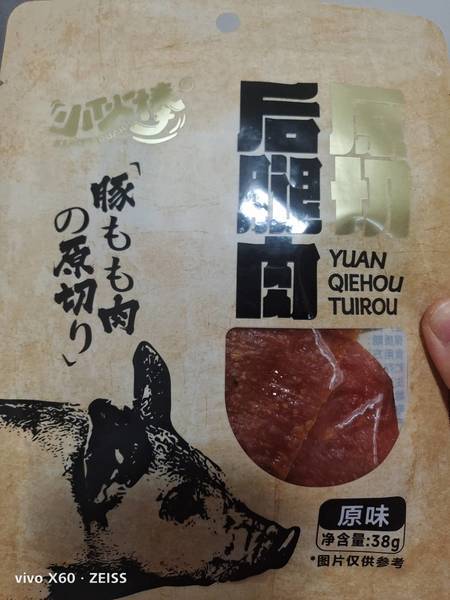 原切
后腿肉
YUAN
QIEHOU
TUIROU
「豚もも肉
の原切り」
原味
净含量:38g
*图片仅供参考
vivo X60 · ZEISS